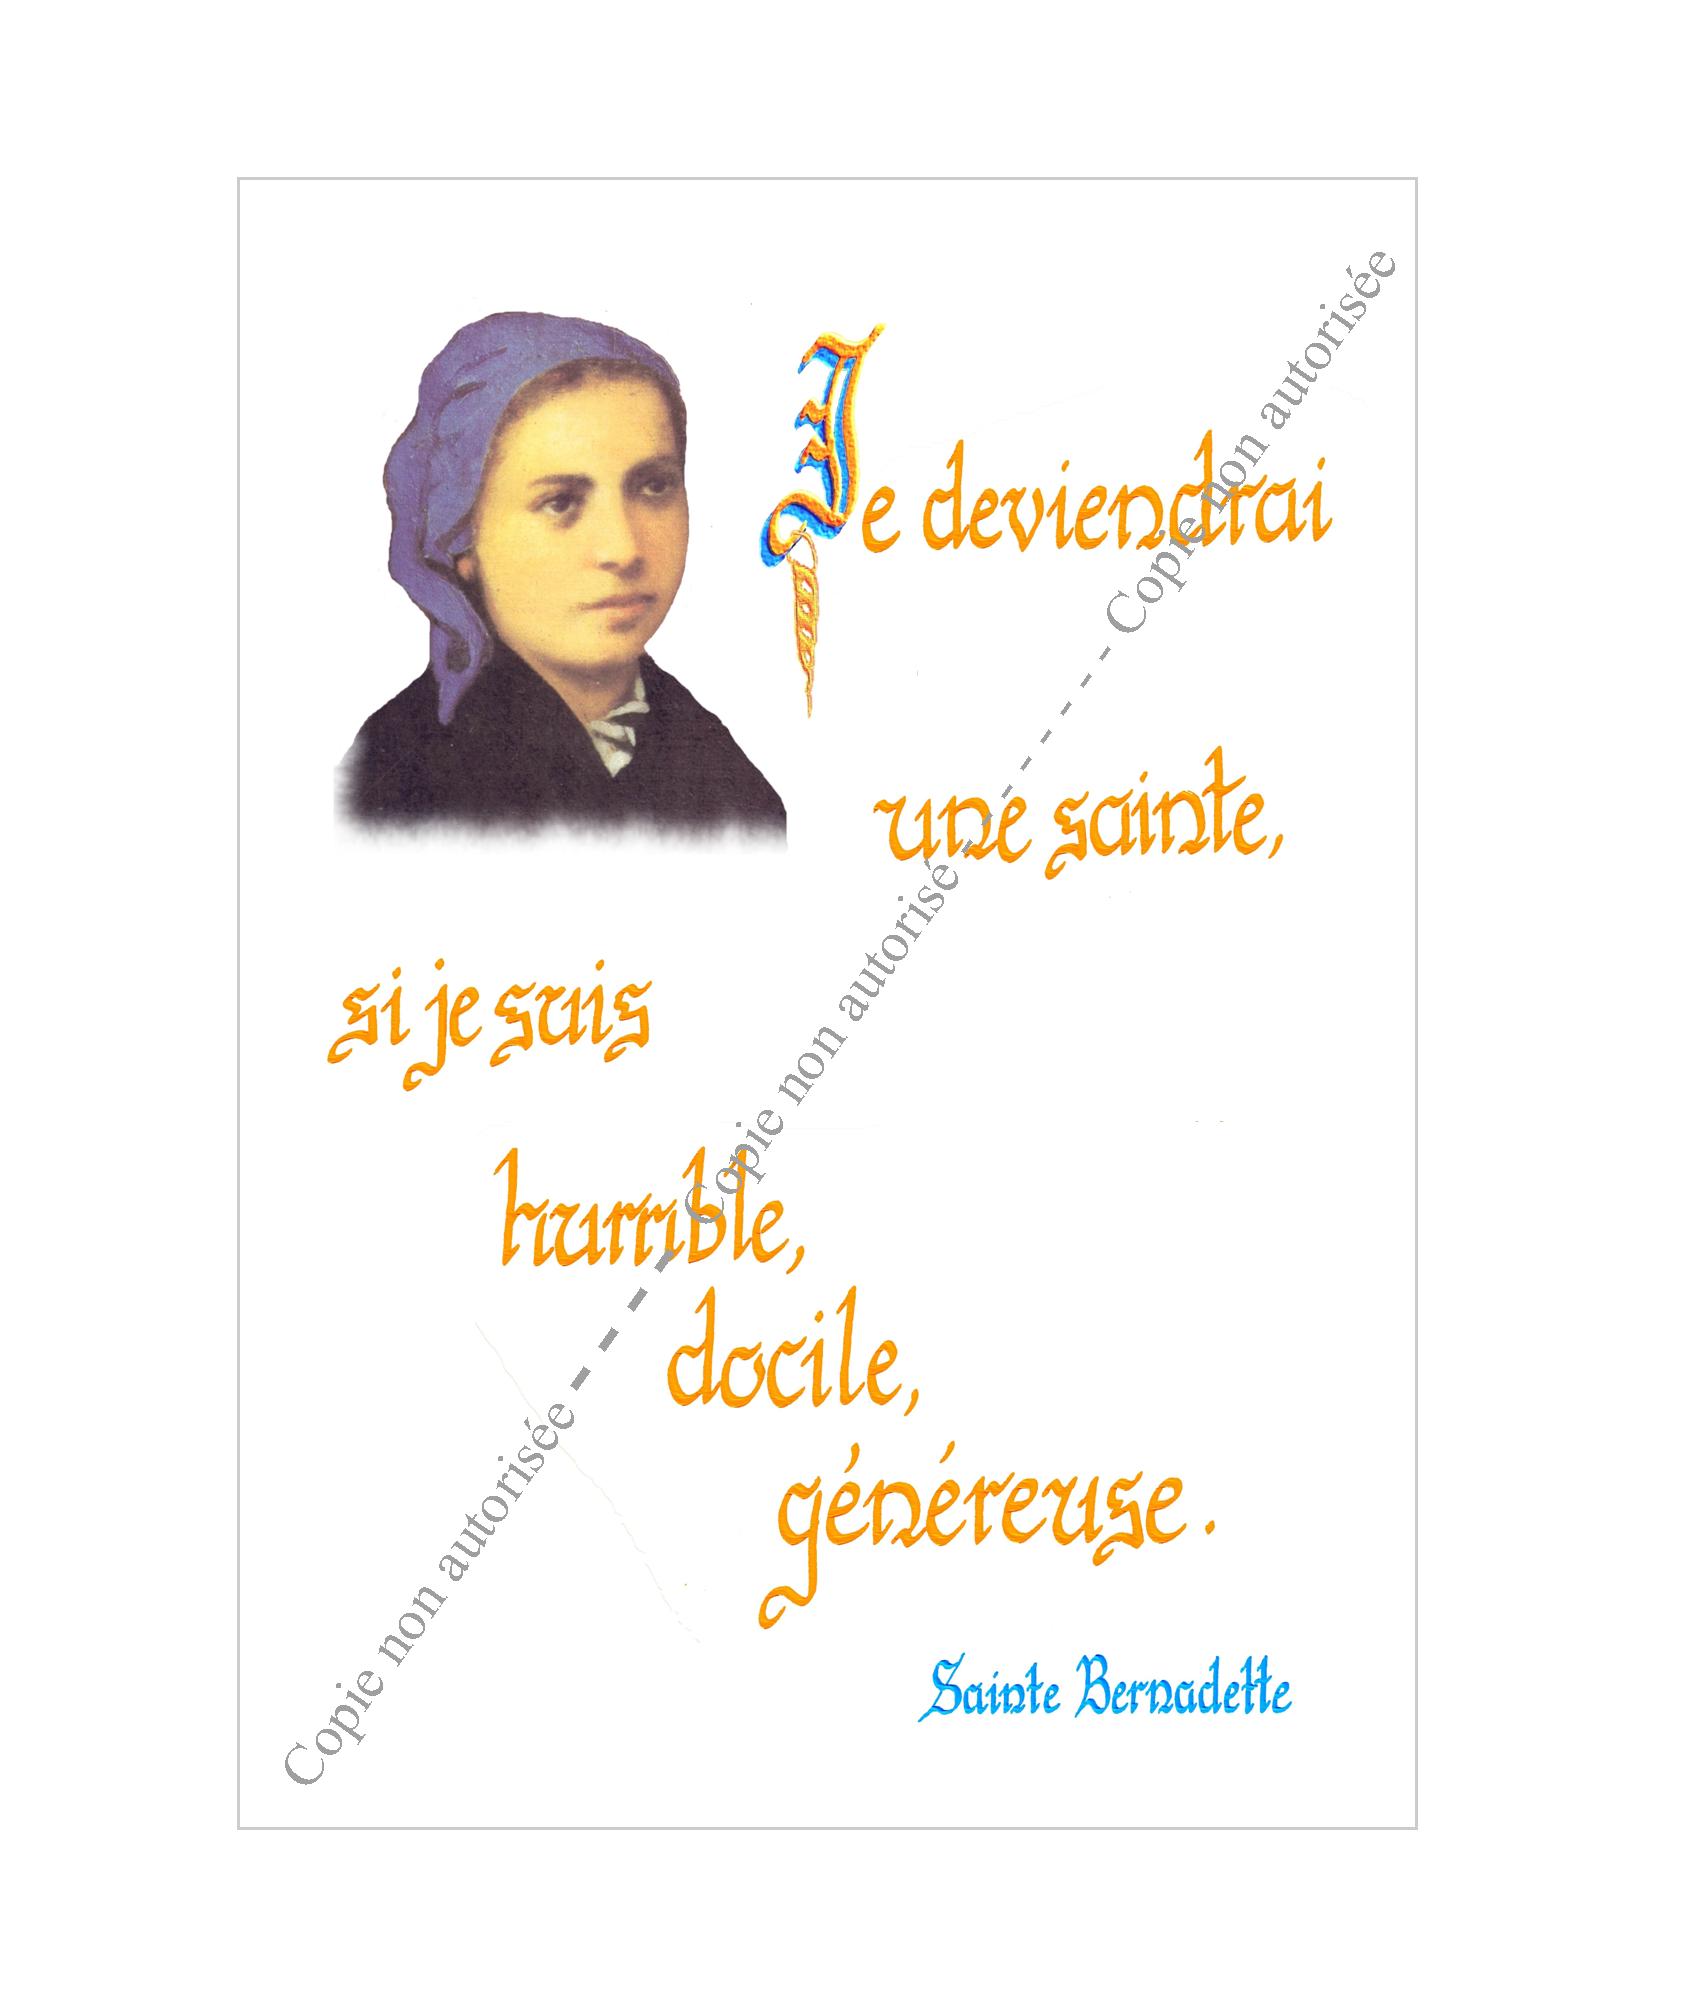 Je deviendrai
une sainte,
si je suis
humble,
docile,
généreuse.
Sainte Bernadette
Copie non autorisée - - - - - Copie non autorisé - - - - - - - Copie non autorisée